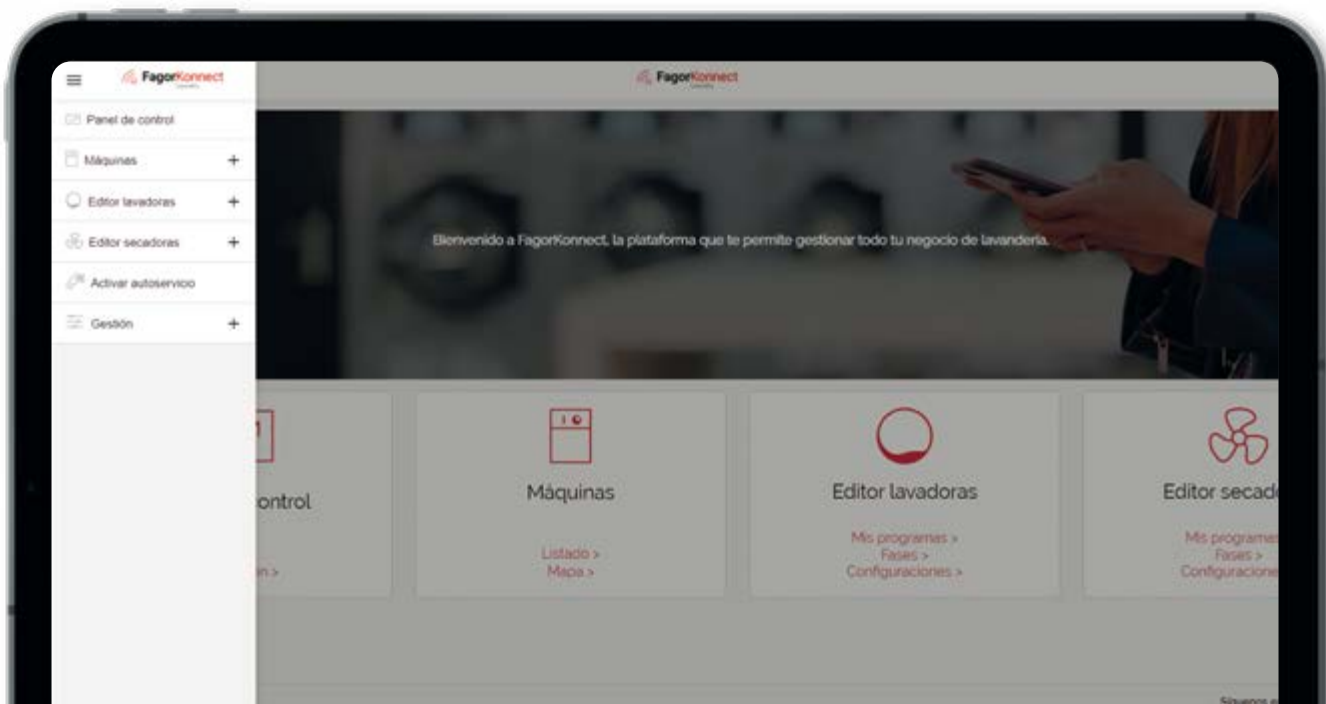 FagorKonnect
Panel de control
Máquinas +
Editor lavadoras +
Editor secadoras +
Activar autoservicio
Gestión +
FagorKonnect
Bienvenido a FagorKonnect, la plataforma que te permite gestionar todo tu negocio de lavandería.
ontrol
n >
Máquinas
Listado >
Mapa >
Editor lavadoras
Mis programas >
Fases >
Configuraciones >
Editor secad
Mis programa
Fases >
Configuracione
Síguenos e